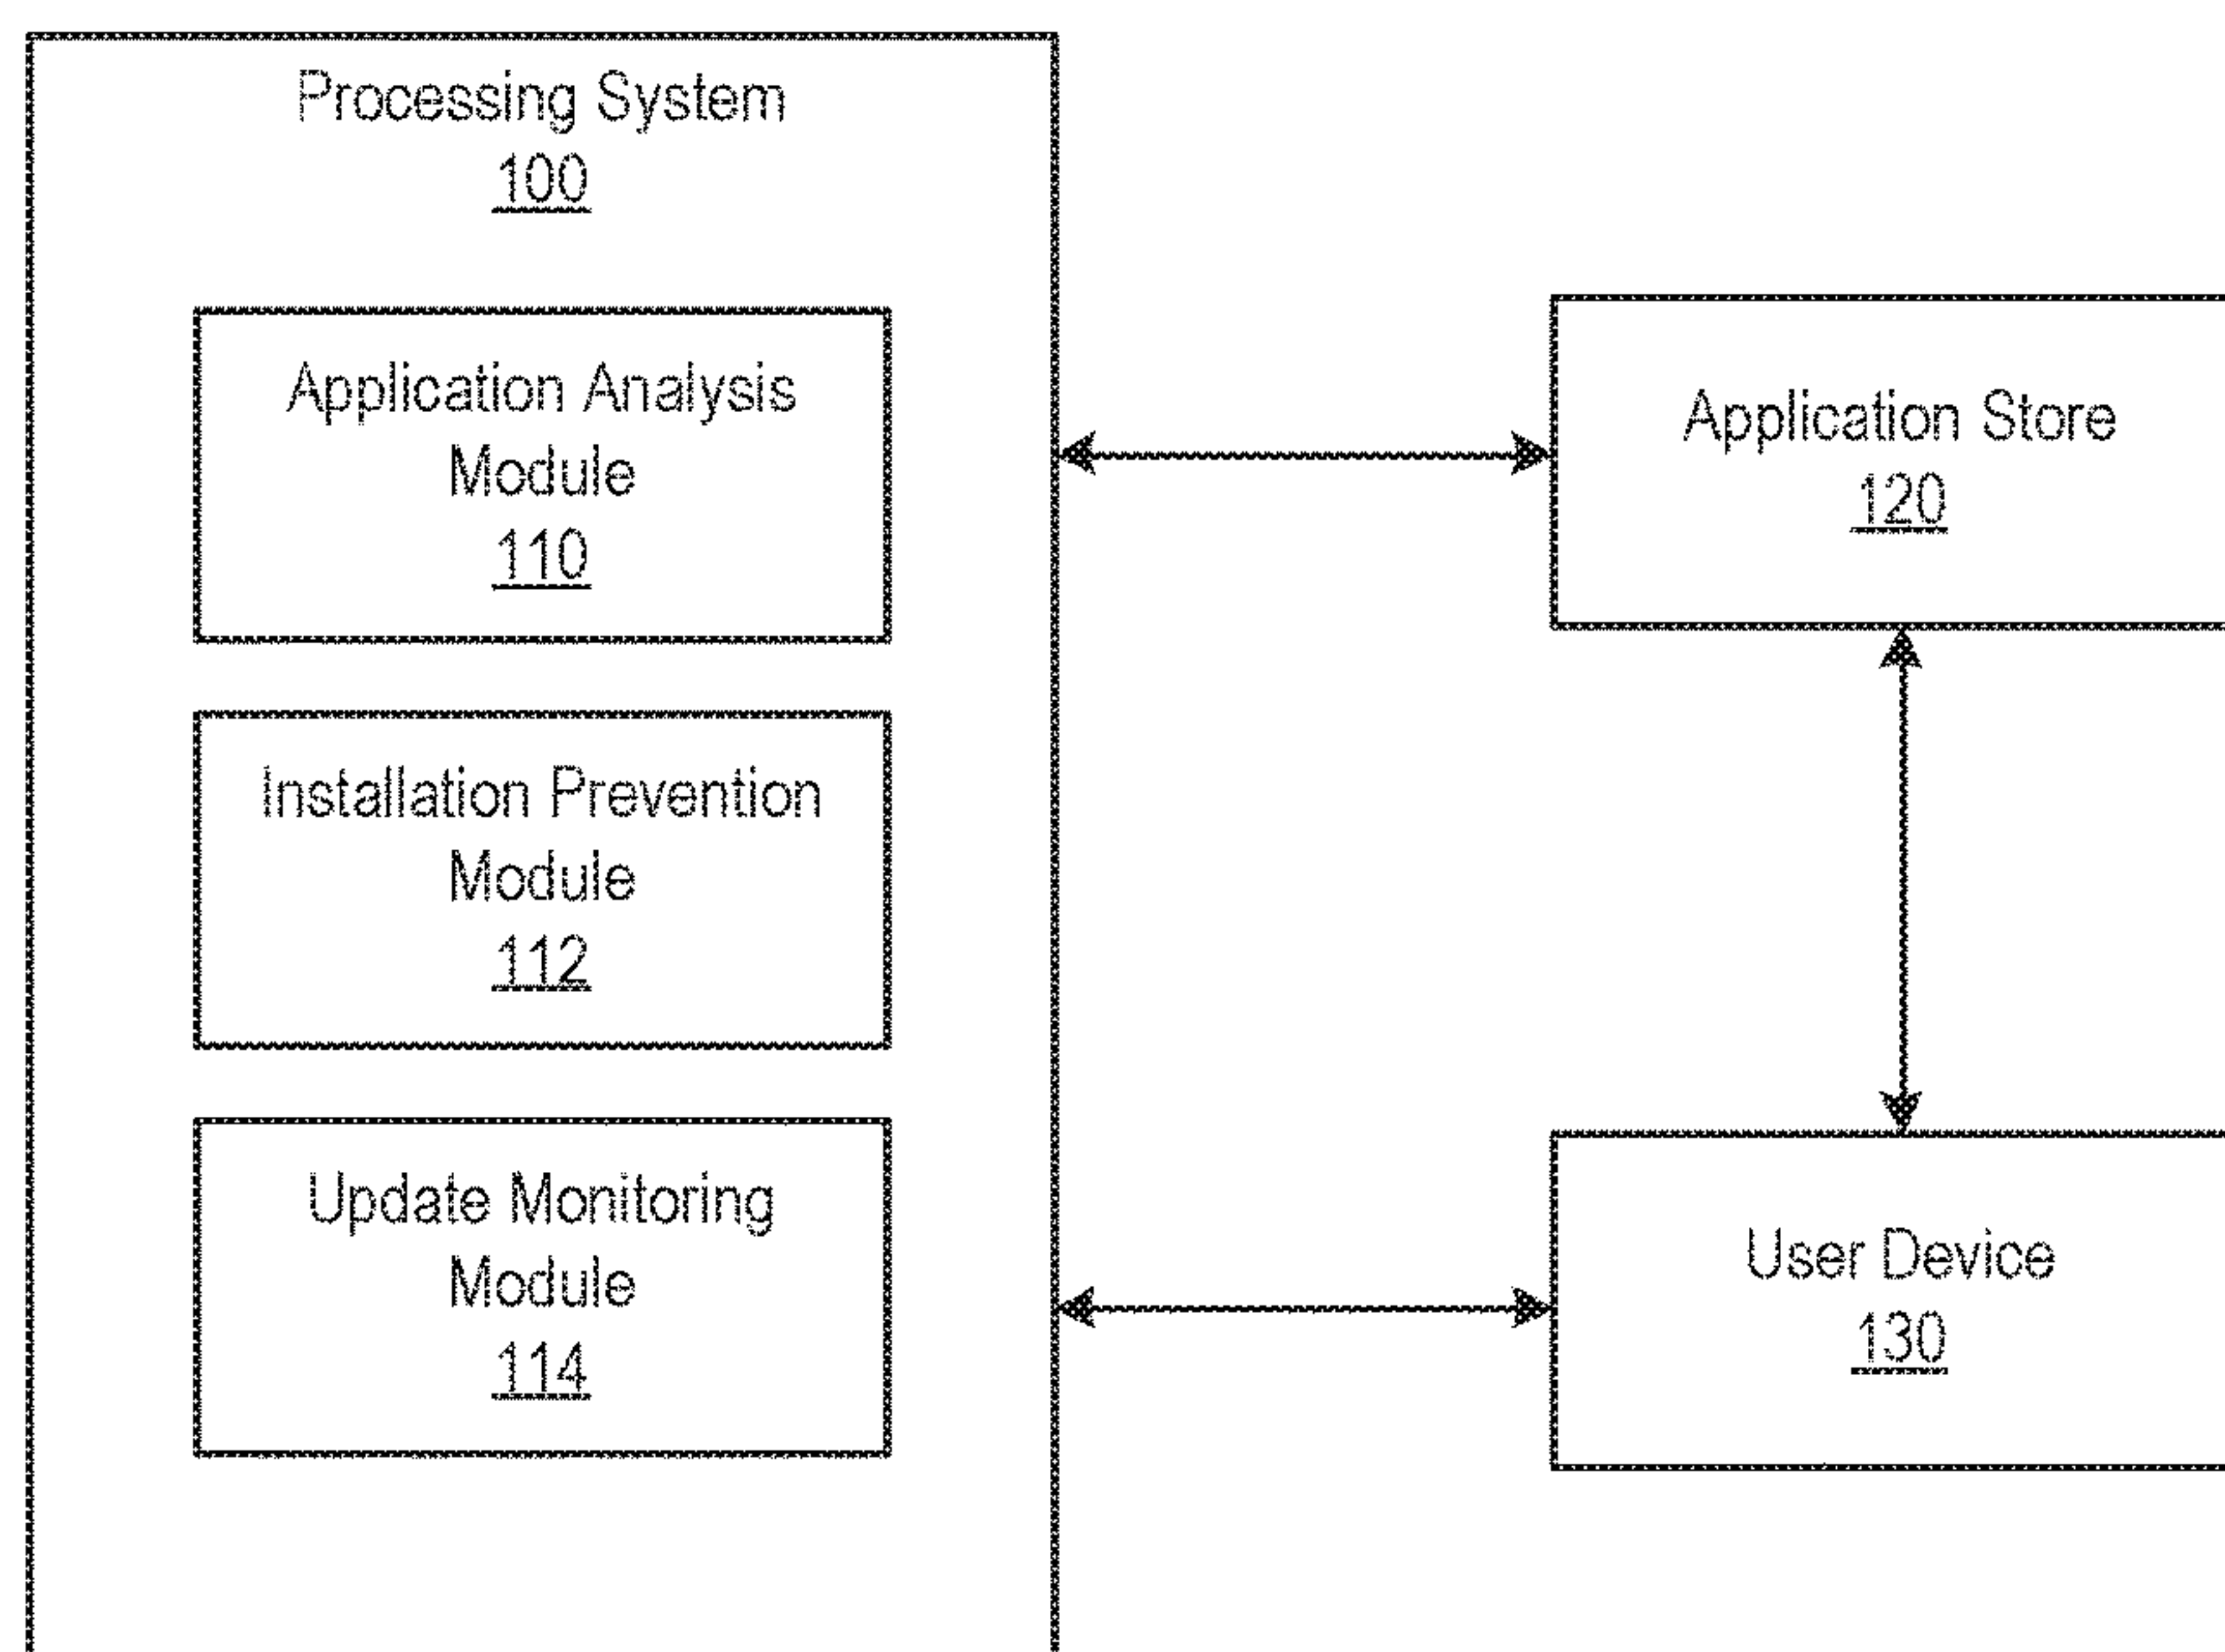 Processing System
100
Application Analysis
Module
110
Installation Prevention
Module
112
Update Monitoring
Module
114
Application Store
120
User Device
130